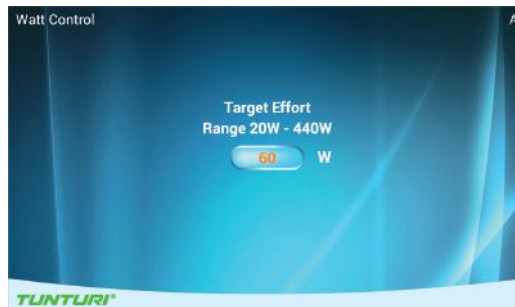 Watt Control
A
Target Effort
Range 20W - 440W
60 W
TUNTURI®